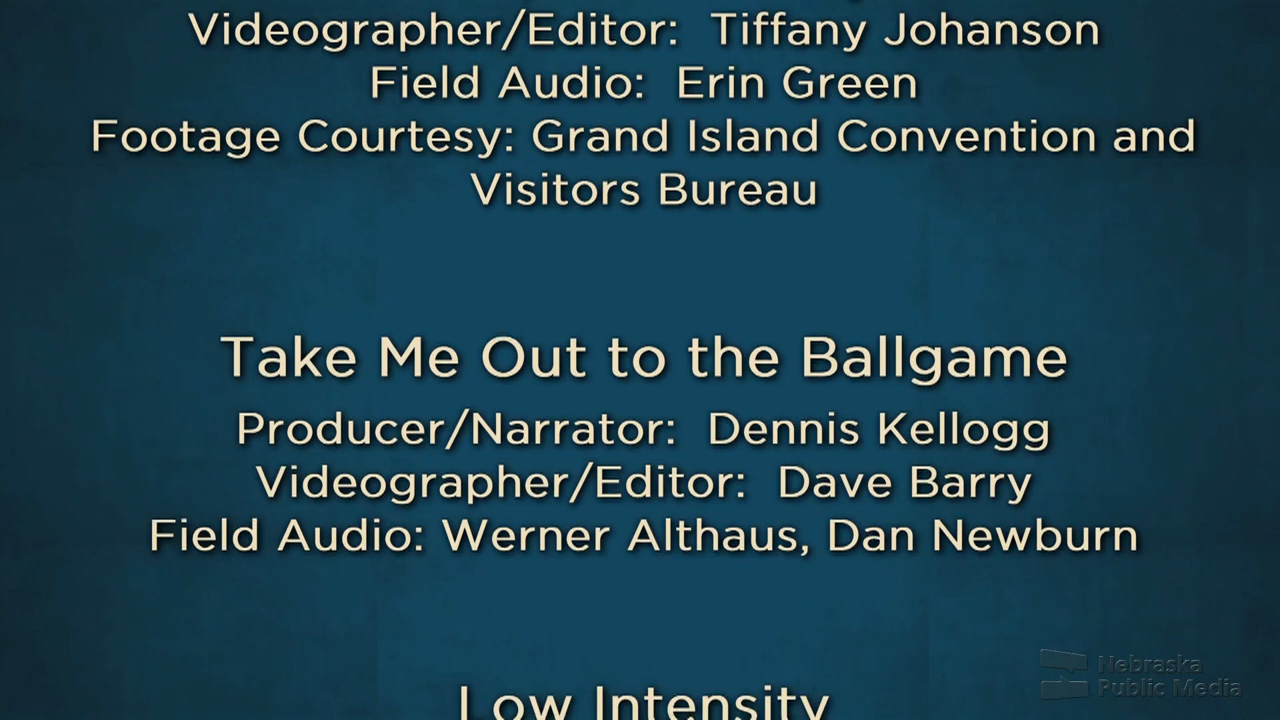 Videographer/Editor: Tiffany Johanson
Field Audio: Erin Green
Footage Courtesy: Grand Island Convention and
Visitors Bureau
Take Me Out to the Ballgame
Producer/Narrator: Dennis Kellogg
Videographer/Editor: Dave Barry
Field Audio: Werner Althaus, Dan Newburn
Nebraska
Public Media
Low Intensity